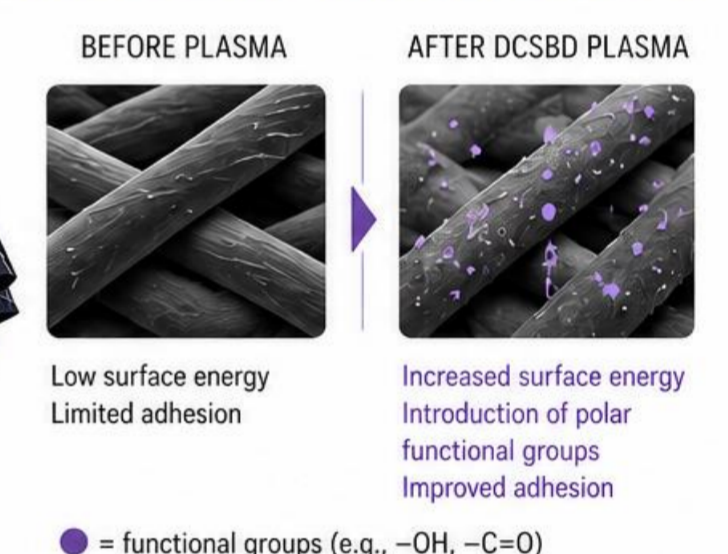 BEFORE PLASMA
AFTER DCSBD PLASMA
Low surface energy
Limited adhesion
Increased surface energy
Introduction of polar
functional groups
Improved adhesion
= functional groups (e.g., –OH, –C=O)